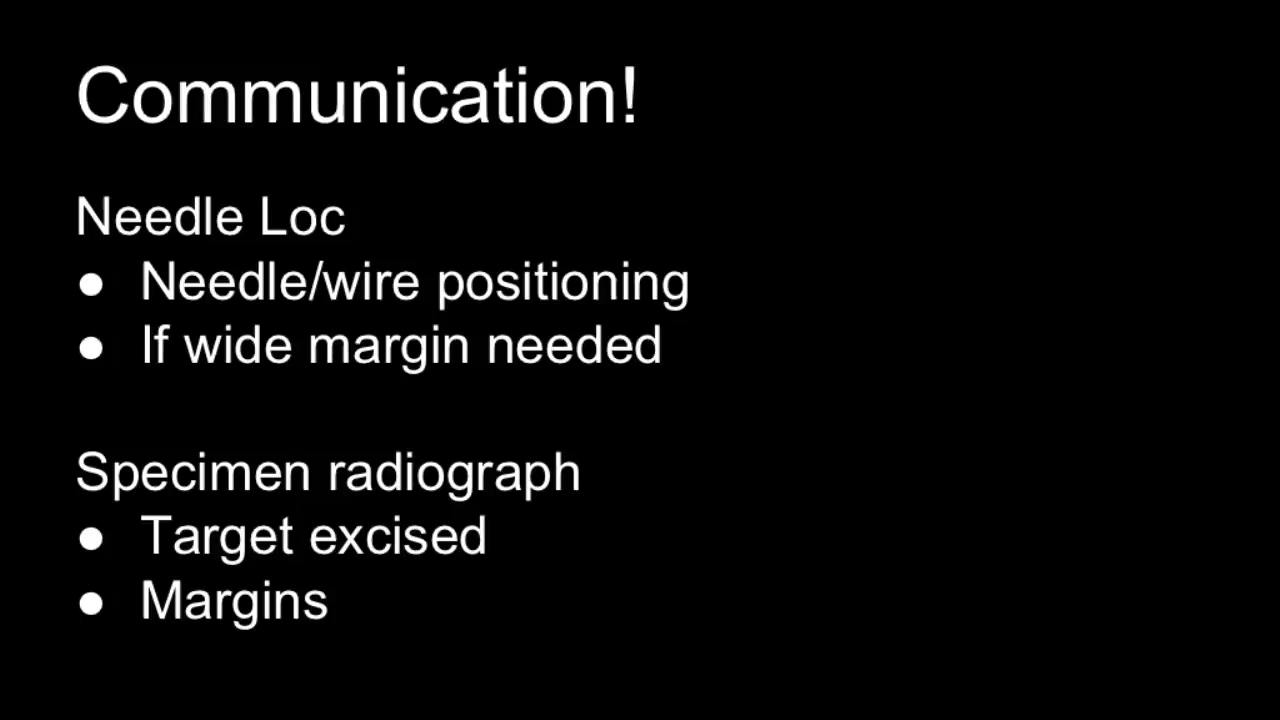 Communication!
Needle Loc
● Needle/wire positioning
● If wide margin needed
Specimen radiograph
● Target excised
● Margins